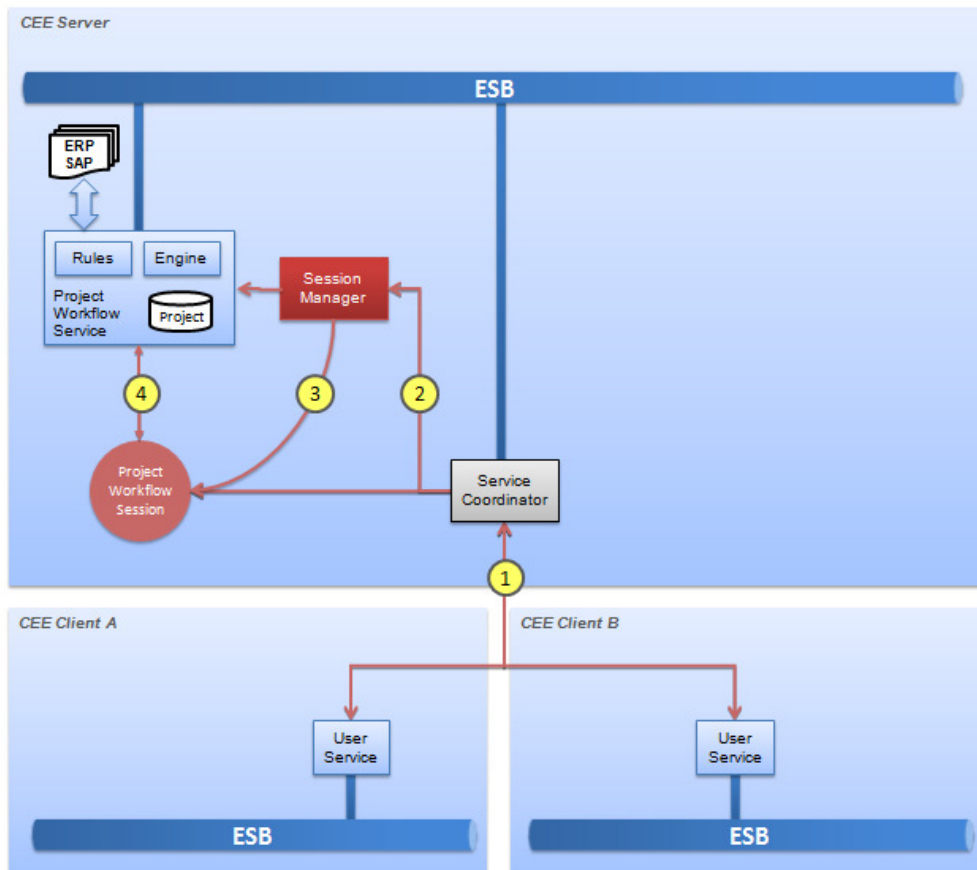 CEE Server
ESB
ERP
SAP
Rules
Engine
Project
Workflow
Service
Project
Session
Manager
4
3
2
Project
Workflow
Session
Service
Coordinator
1
CEE Client A
CEE Client B
User
Service
User
Service
ESB
ESB